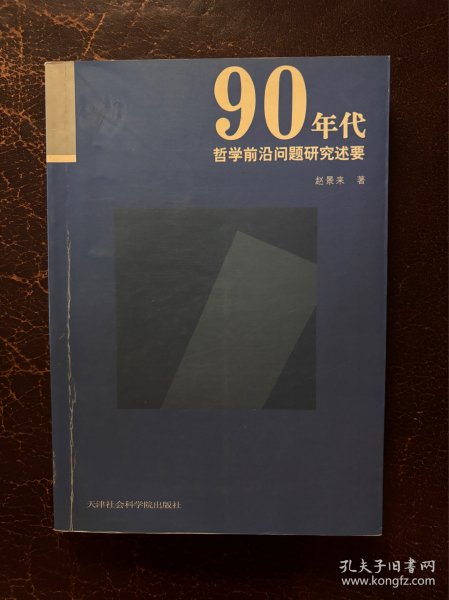 90年代
哲学前沿问题研究述要
赵景来 著
天津社会科学院出版社
孔夫子旧书网
www.kongfz.com